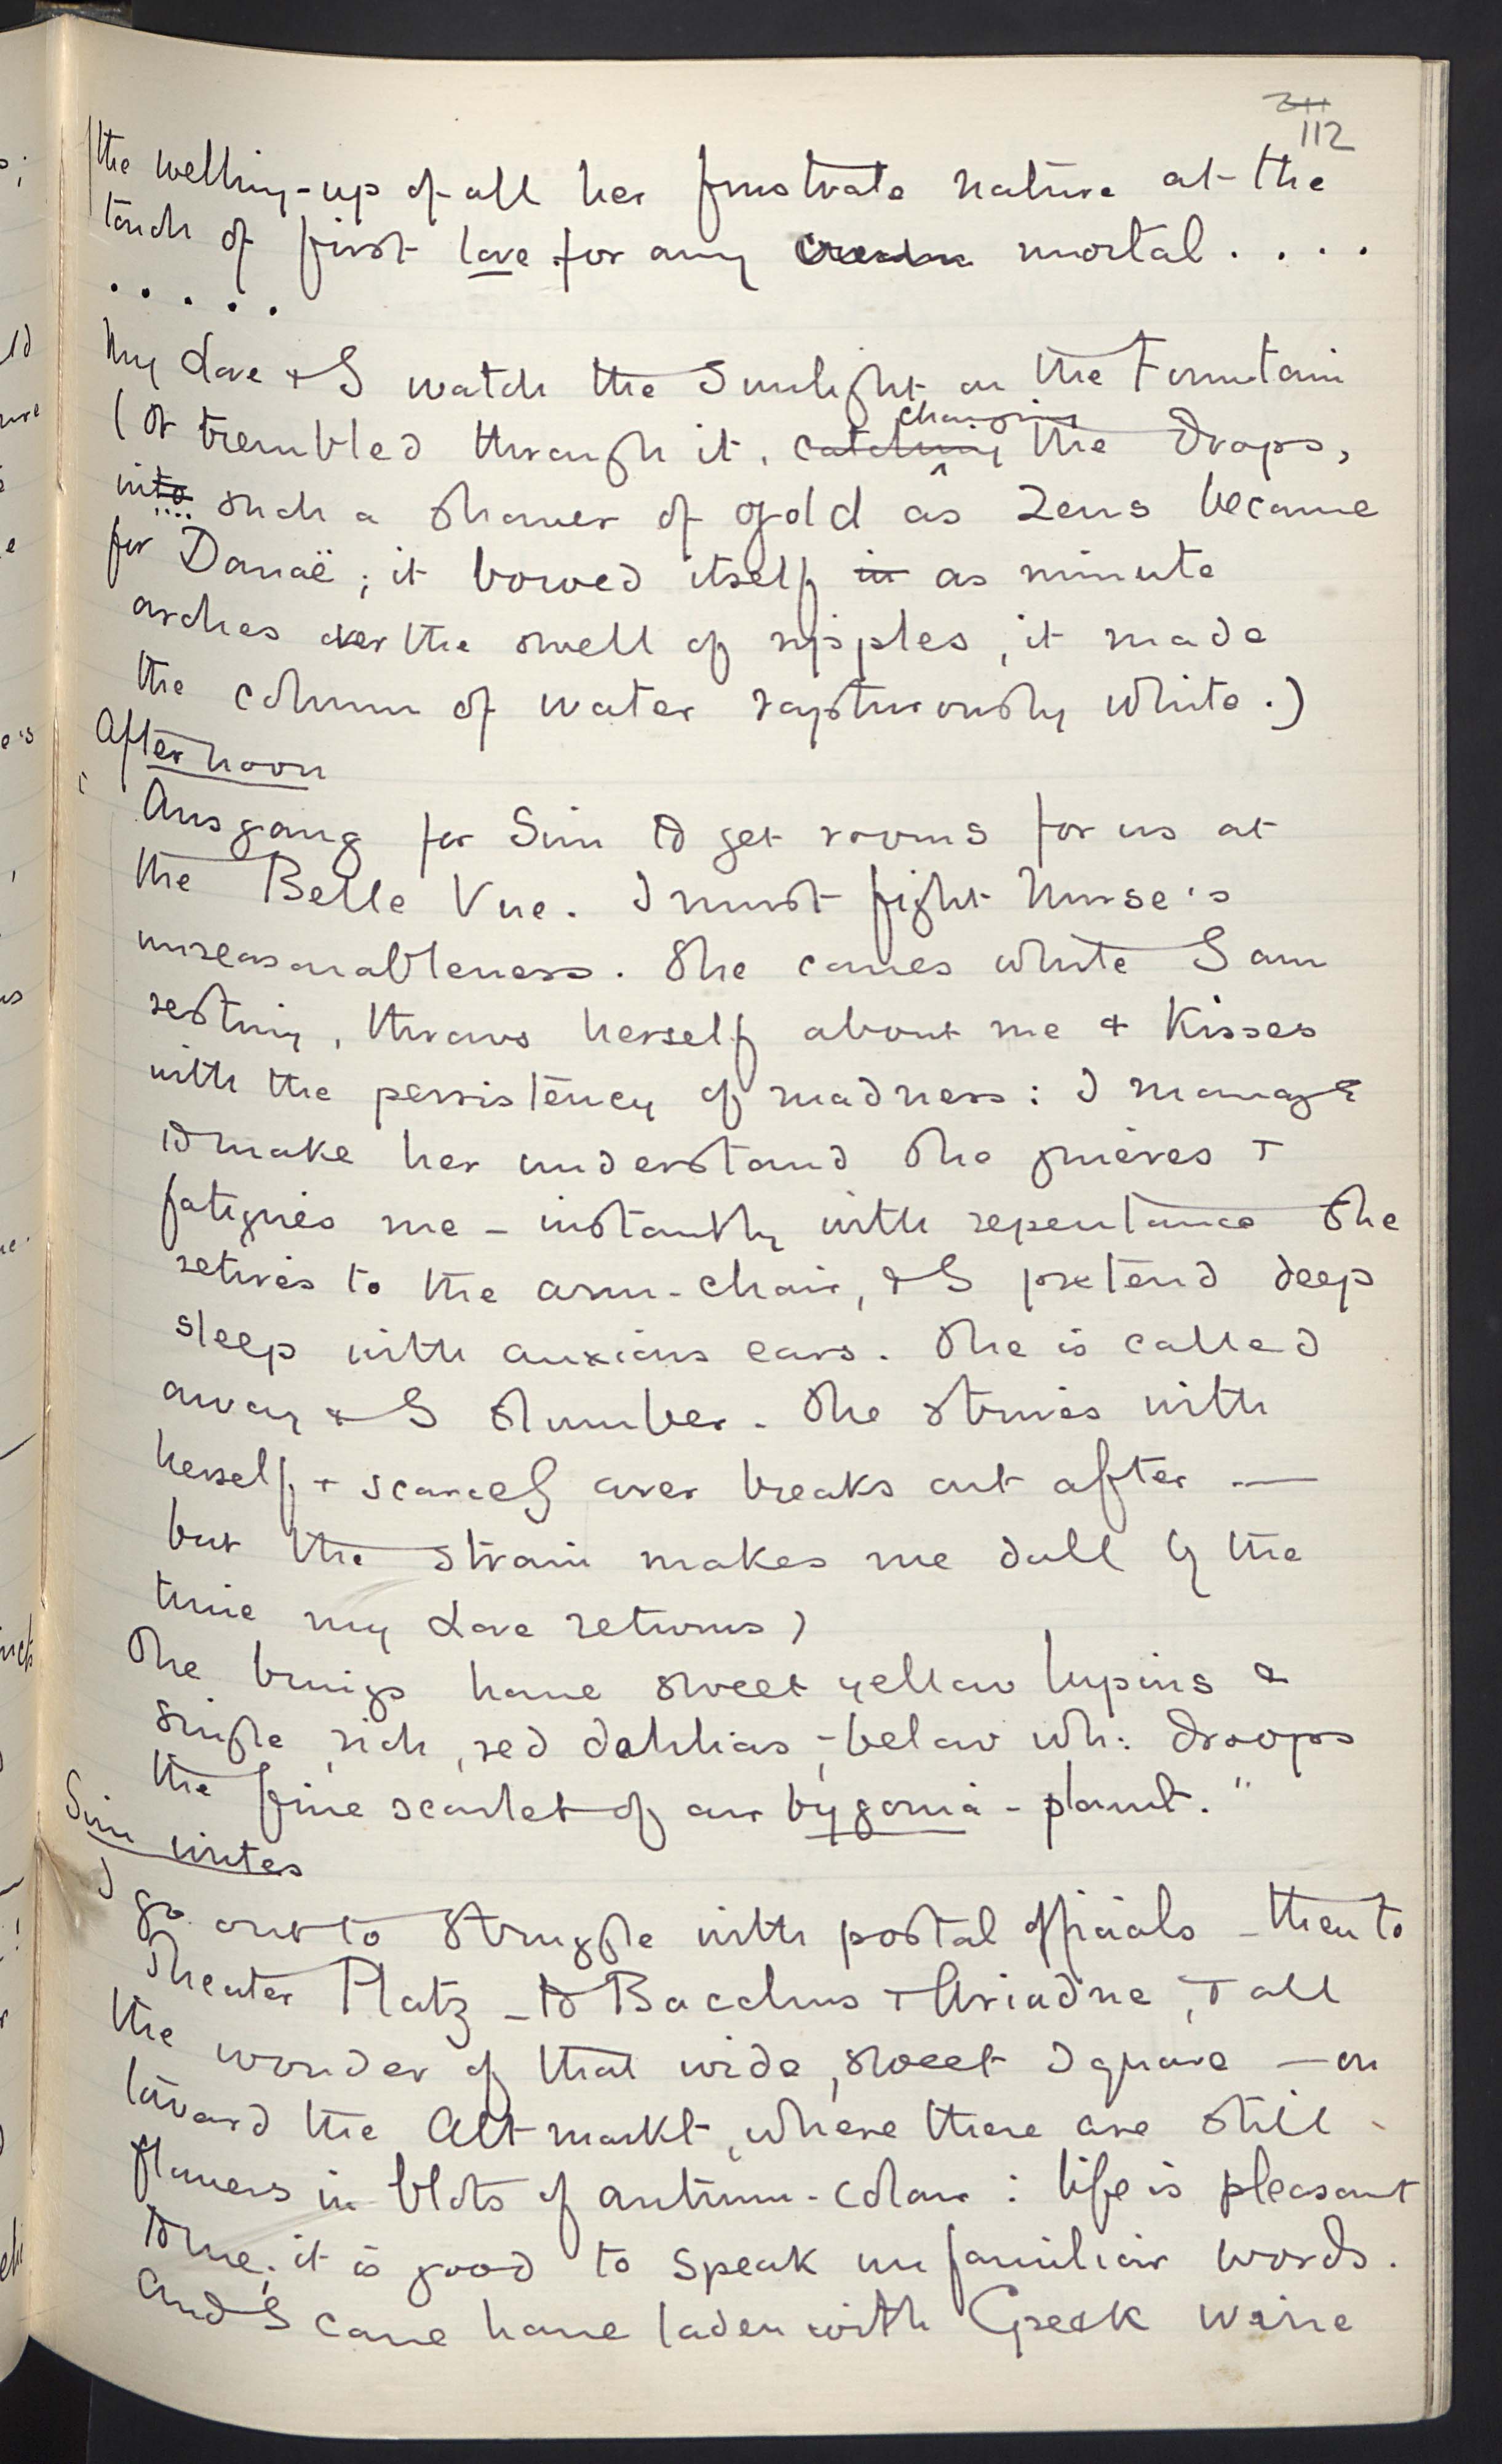 112
the welling-up of all her frustrate nature at the
touch of first love for any mortal . . . .
. . . . .
My Love & I watch the Sunlight on the Fountain
(It trembled through it, catching changing the drops,
into such a shower of gold as Zeus became
for Danaë; it bowed itself in as minute
arches over the swell of ripples, it made
the column of water rapturously white.)
Afternoon
Ausgang for Sim to get rooms for us at
the Belle Vue. I must fight Nurse's
unreasonableness. She comes while I am
resting, throws herself about me & kisses
with the persistency of madness: I manage
to make her understand she grieves &
fatigues me – instantly with repentance she
retires to the arm-chair, & I pretend deep
sleep with anxious ears. She is called
away & I slumber. She strives with
herself & scarcely ever breaks out after —
but the strain makes me dull by the
time my Love returns)
She brings home sweet yellow lupins &
single, rich, red dahlias; – below wh: droops
the fine scarlet of our bygonia-plant."
Sim writes
I go out to struggle with postal officials – then to
Theater Platz – to Bacchus & Ariadne, & all
the wonder of that wide, sweet Square — on
toward the Altmarkt, where there are still
flowers in blots of autumn-colour: life is pleasant
to me; it is good to speak unfamiliar words.
And I came home laden with Greek wine